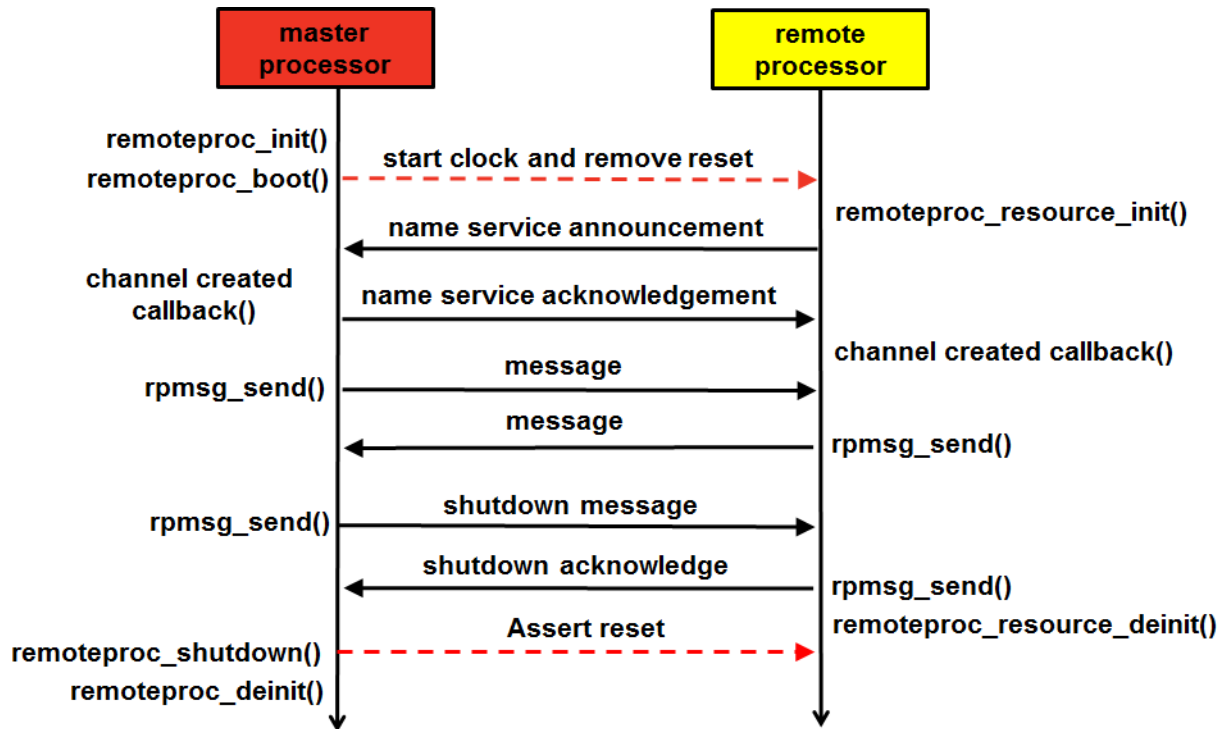 master
processor
remote
processor
remoteproc_init()
start clock and remove reset
remoteproc_boot()
remoteproc_resource_init()
name service announcement
channel created
callback()
name service acknowledgement
channel created callback()
message
rpmsg_send()
message
rpmsg_send()
shutdown message
rpmsg_send()
shutdown acknowledge
rpmsg_send()
remoteproc_resource_deinit()
Assert reset
remoteproc_shutdown()
remoteproc_deinit()